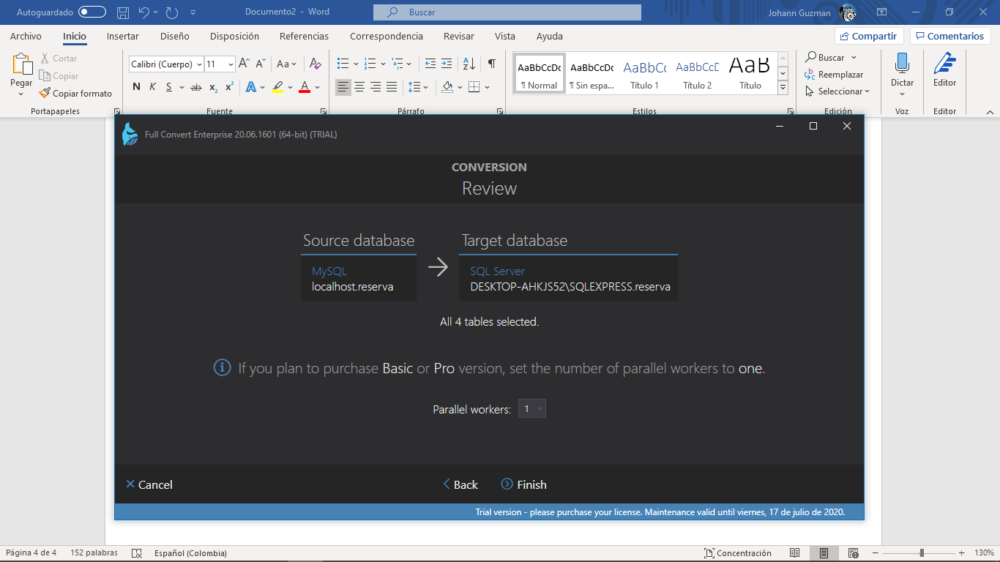 Autoguardado
Documento2 - Word
Buscar
Johann Guzman
Archivo Inicio Insertar Diseño Disposición Referencias Correspondencia Revisar Vista Ayuda
Compartir
Comentarios
Pegar
Cortar
Copiar
Copiar formato
Portapapeles
Calibri (Cuerpo) 11
Aa
N K S ab x₂ x² A A
Fuente
Párrafo
AaBbCcDc AaBbCcDc AaBbCc AaBbCcD AaB
¶ Normal ¶ Sin espa... Título 1 Título 2 Título
Estilos
Buscar
Reemplazar
Seleccionar
Edición
Dictar
Voz
Editor
Editor
Full Convert Enterprise 20.06.1601 (64-bit) (TRIAL)
CONVERSION
Review
Source database
MySQL
localhost.reserva
Target database
SQL Server
DESKTOP-AHKJS52\SQLEXPRESS.reserva
All 4 tables selected.
If you plan to purchase Basic or Pro version, set the number of parallel workers to one.
Parallel workers: 1
Cancel
Back
Finish
Trial version - please purchase your license. Maintenance valid until viernes, 17 de julio de 2020.
Página 4 de 4 152 palabras Español (Colombia)
Concentración
130%